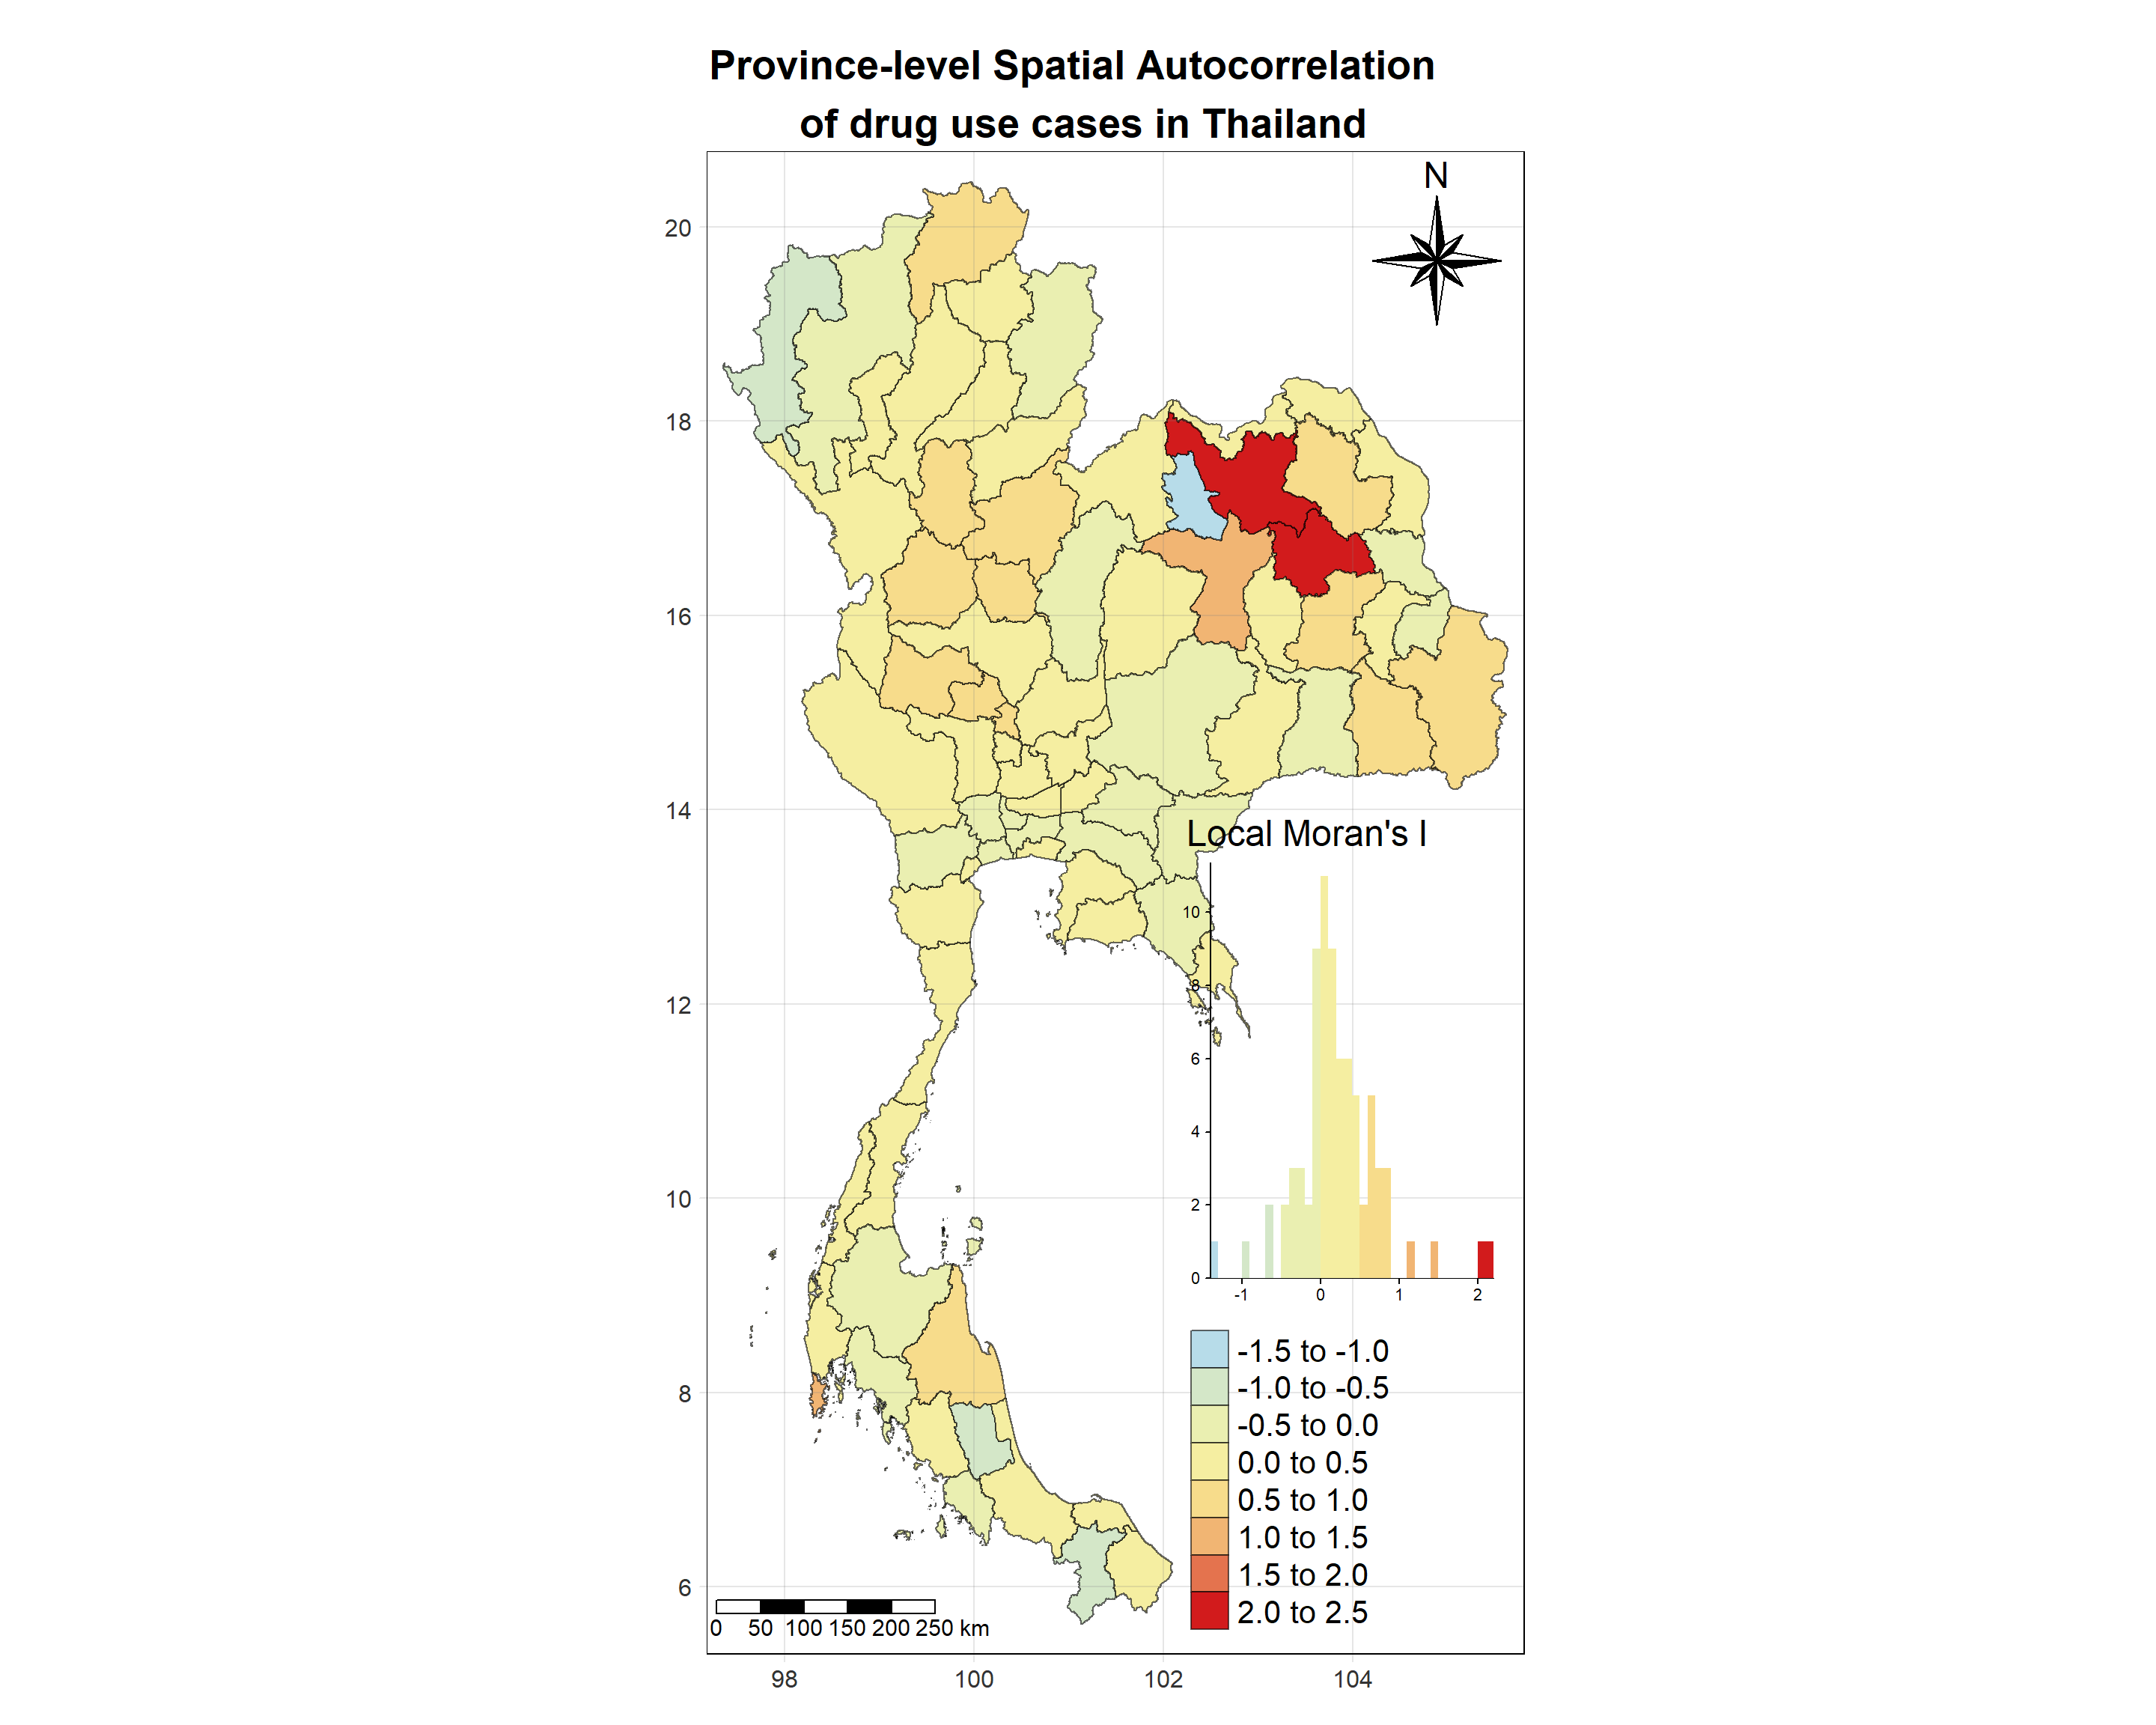 Province-level Spatial Autocorrelation
of drug use cases in Thailand
N
20
18
16
14
12
10
8
6
98 100 102 104
0 50 100 150 200 250 km
Local Moran's I
10
8
6
4
2
0
-1 0 1 2
-1.5 to -1.0
-1.0 to -0.5
-0.5 to 0.0
0.0 to 0.5
0.5 to 1.0
1.0 to 1.5
1.5 to 2.0
2.0 to 2.5